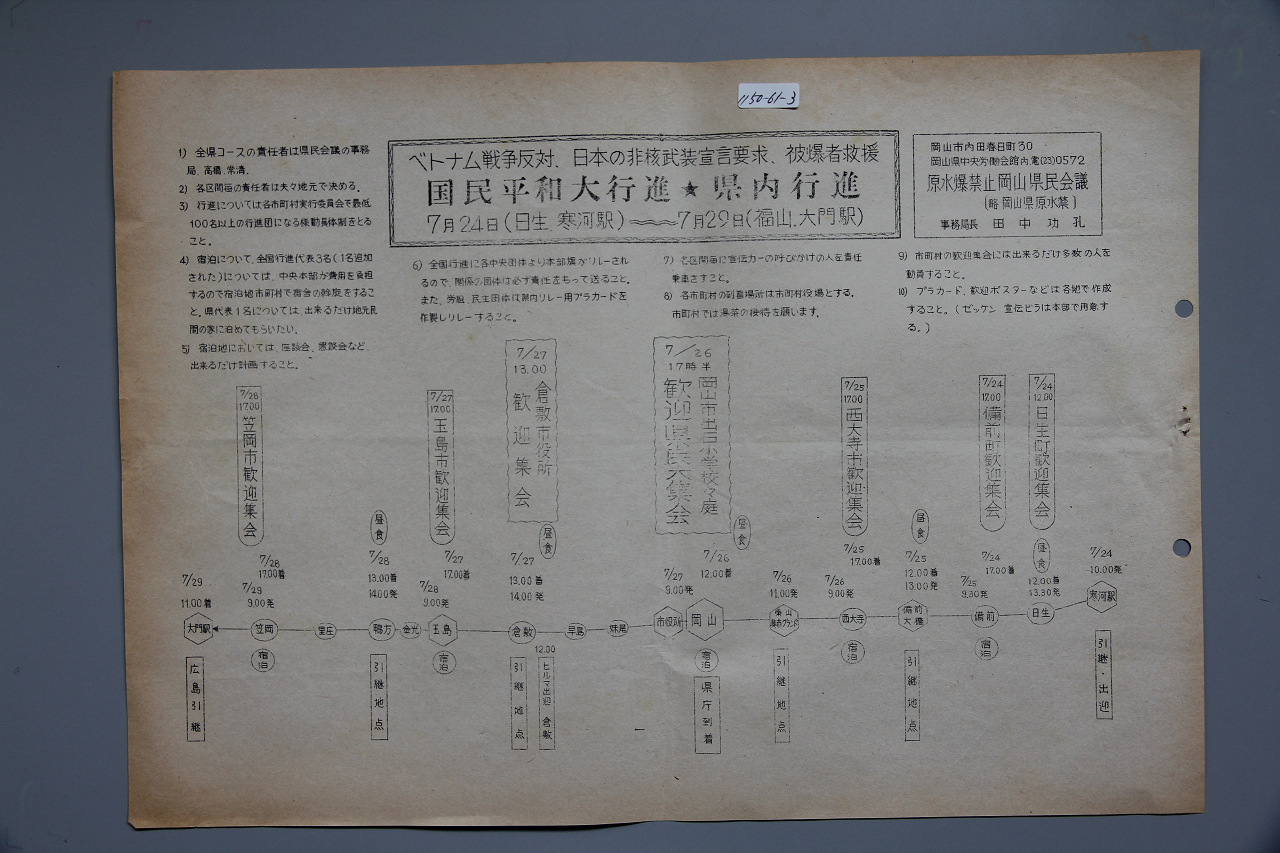 1150-61-3
ベトナム戦争反対、日本の非核武装宣言要求、被爆者救援
国民平和大行進★県内行進
7月24日(日生.寒河駅)〜〜7月29日(福山.大門駅)
岡山市内田春日町30
岡山県中央労働会館内電(23)0572
原水爆禁止岡山県民会議
(略 岡山県原水禁)
事務局長 田中功孔
1) 全県コースの責任者は県民会議の事務
局、高橋.常清.
2) 各区間毎の責任者は夫々地元で決める.
3) 行進については各市町村実行委員会で最低
100名以上の行進団になる様動員体制をとる
こと。
4) 宿泊について、全国行進代表3名(1名追加
された)については、中央本部が費用を負担
するので宿泊地市町村で宿舎の斡旋をするこ
と。県代表1名については、出来るだけ地元民
間の家に泊めてもらいたい。
5) 宿泊地においては、座談会、懇談会など、
出来るだけ計画すること。
6) 全国行進に各中央団体より本部旗がリレーされ
るので、関係の団体は必ず責任をもって送ること。
また、労組、民主団体は県内リレー用プラカードを
作製しリレーすること。
7) 各区間毎に宣伝カーの呼びかけの人を責任
乗車さすこと。
8) 各市町村の到着場所は市町村役場とする。
市町村では湯茶の接待を願います。
9) 市町村の歓迎集会には出来るだけ多数の人を
動員すること。
10) プラカード、歓迎ポスターなどは各地で作成
すること。(ゼッケン 宣伝ビラは本部で用意す
る。)
17.00
笠岡市歓迎集会
7/27
17.00
玉島市歓迎集会
7/27
13.00
倉敷市役所
歓迎集会
7/26
17時半
歓迎県民大集会
7/25
17.00
西大寺市歓迎集会
7/24
17.00
備前町歓迎集会
7/24
12.00
日生町歓迎集会
昼食
昼食
昼食
昼食
昼食
7/29
11.00着
7/28
17.00着
7/29
9.00発
7/28
13.00着
14.00発
7/27
17.00着
7/28
9.00発
7/27
13.00着
14.00発
7/27
9.00発
7/26
12.00着
7/26
11.00発
7/25
17.00着
7/26
9.00発
7/25
12.00着
13.00発
7/24
17.00着
7/25
9.30発
12.00着
13.30発
7/24
10.00発
大門駅
笠岡
里庄
鴨方
金光
玉島
倉敷
早島
妹尾
市役所
岡山
西大寺
備前大橋
備前
日生
寒河駅
宿泊
宿泊
宿泊
宿泊
宿泊
12.00
広島引継
引継地点
引継地点
ヒルマ出迎 倉敷
県庁到着
引継地点
引継地点
引継・出迎